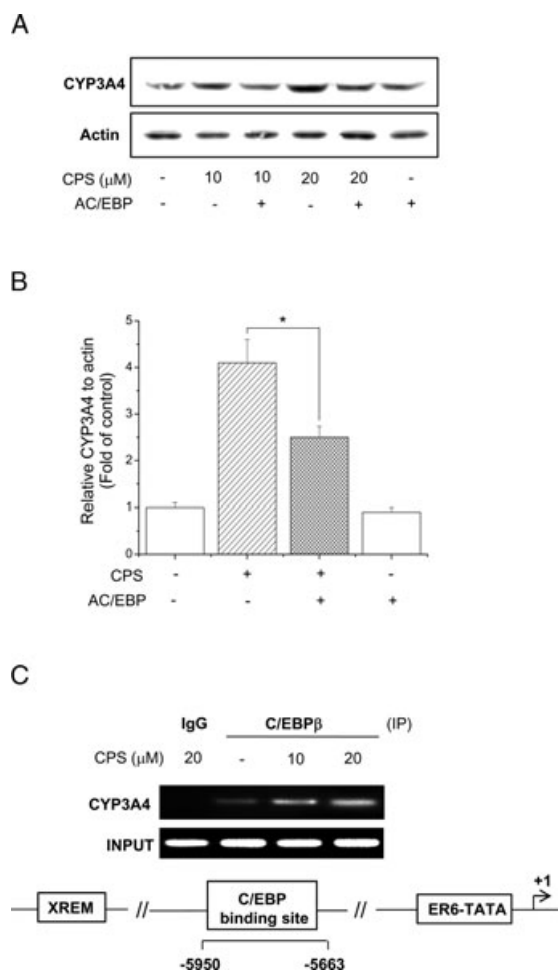 A
CYP3A4
Actin
CPS (μM) - 10 10 20 20 -
AC/EBP - - + - + +
B
Relative CYP3A4 to actin
(Fold of control)
5
4
3
2
1
0
*
CPS - + + -
AC/EBP - - + +
C
IgG C/EBPβ (IP)
CPS (μM) 20 - 10 20
CYP3A4
INPUT
+1
XREM // C/EBP binding site // ER6-TATA
-5950 -5663